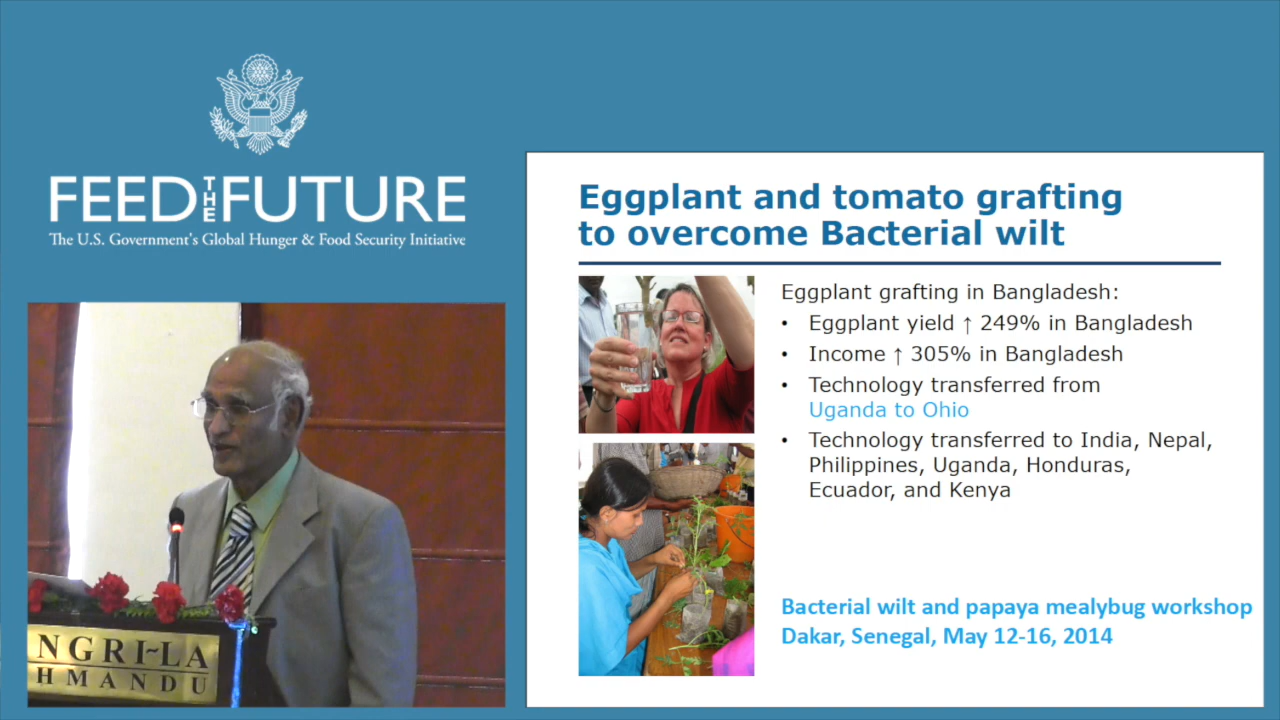 FEED THE FUTURE
The U.S. Government's Global Hunger & Food Security Initiative
NGRI~LA
HMANDU
Eggplant and tomato grafting
to overcome Bacterial wilt
Eggplant grafting in Bangladesh:
• Eggplant yield ↑ 249% in Bangladesh
• Income ↑ 305% in Bangladesh
• Technology transferred from
Uganda to Ohio
• Technology transferred to India, Nepal,
Philippines, Uganda, Honduras,
Ecuador, and Kenya
Bacterial wilt and papaya mealybug workshop
Dakar, Senegal, May 12-16, 2014